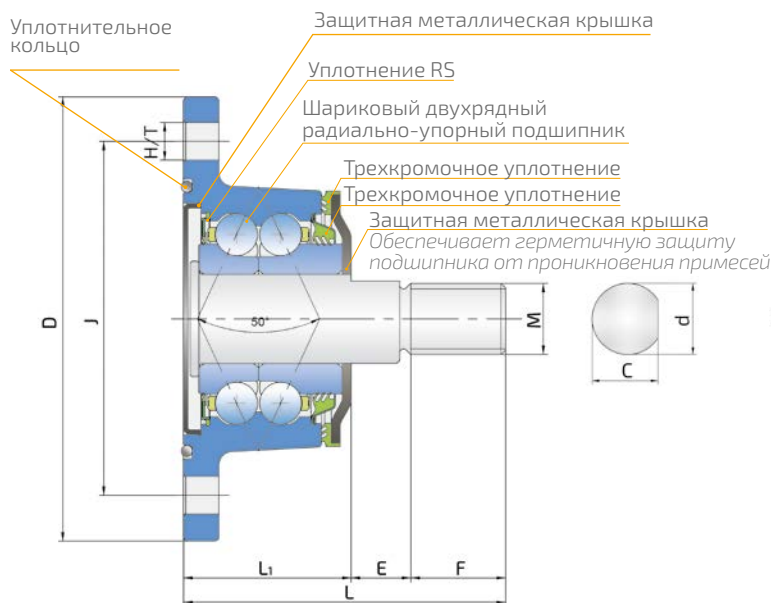 Уплотнительное
кольцо
Защитная металлическая крышка
Уплотнение RS
Шариковый двухрядный
радиально-упорный подшипник
Трехкромочное уплотнение
Трехкромочное уплотнение
Защитная металлическая крышка
Обеспечивает герметичную защиту
подшипника от проникновения примесей
H/T
D
J
50°
M
d
C
L1
E
F
L